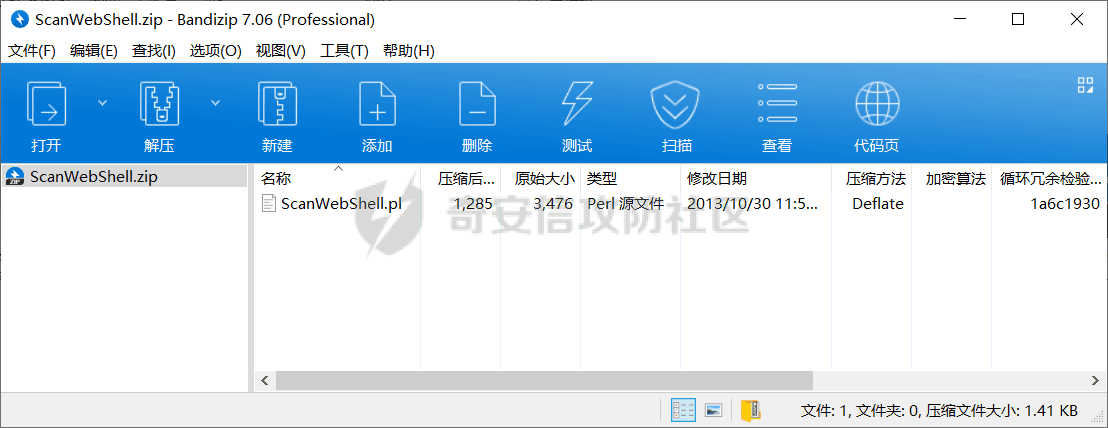 ScanWebShell.zip - Bandizip 7.06 (Professional)
文件(F) 编辑(E) 查找(I) 选项(O) 视图(V) 工具(T) 帮助(H)
打开 解压 新建 添加 删除 测试 扫描 查看 代码页
ScanWebShell.zip
名称 压缩后... 原始大小 类型 修改日期 压缩方法 加密算法 循环冗余检验...
ScanWebShell.pl 1,285 3,476 Perl 源文件 2013/10/30 11:5... Deflate 1a6c1930
奇安信攻防社区
文件: 1, 文件夹: 0, 压缩文件大小: 1.41 KB